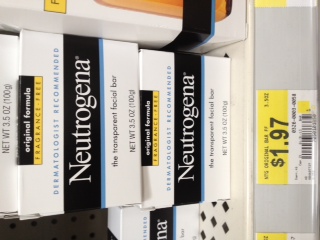 NET WT 3.5 OZ (100g)
original formula
FRAGRANCE FREE
DERMATOLOGIST RECOMMENDED
Neutrogena®
the transparent facial bar
NET WT 3.5 OZ (100g)
original formula
FRAGRANCE FREE
DERMATOLOGIST RECOMMENDED
Neutrogena®
the transparent facial bar
NET WT 3.5 OZ (100g)
$1.97